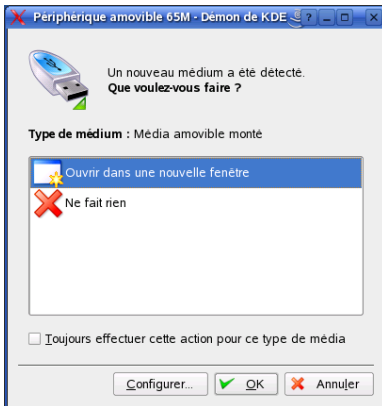 Périphérique amovible 65M - Démon de KDE
Un nouveau médium a été détecté.
Que voulez-vous faire ?
Type de médium : Média amovible monté
Ouvrir dans une nouvelle fenêtre
Ne fait rien
Toujours effectuer cette action pour ce type de média
Configurer... OK Annuler